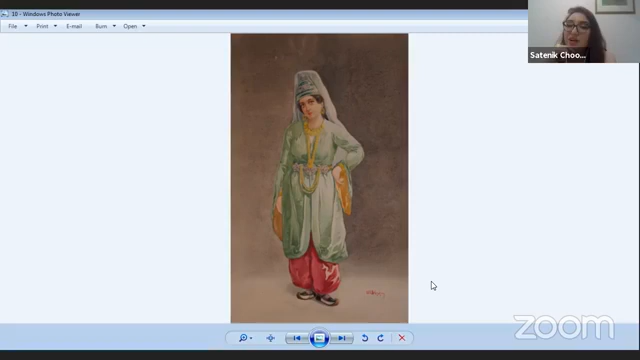 10 - Windows Photo Viewer
File Print E-mail Burn Open
Satenik Choo...
zoom